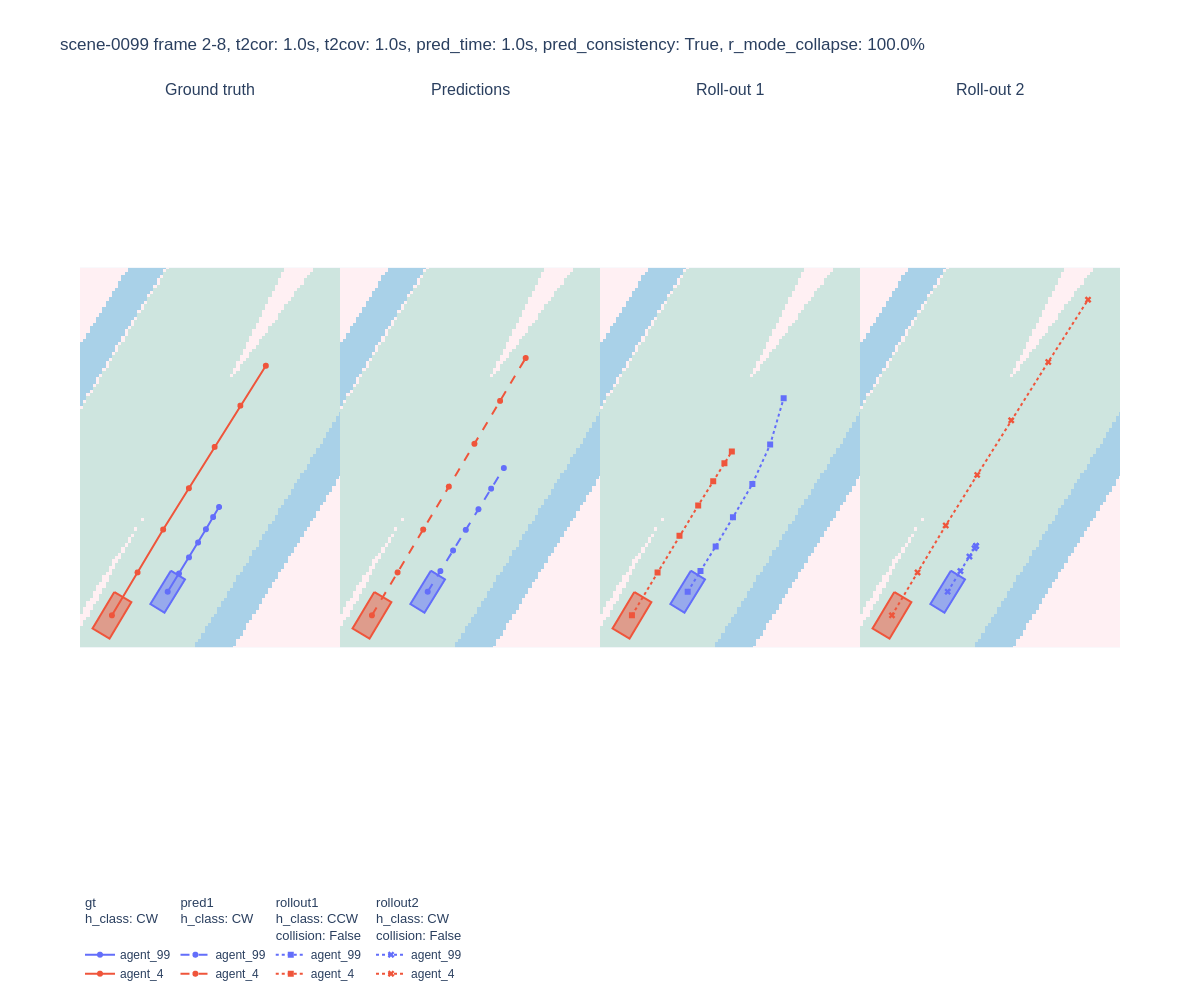 scene-0099 frame 2-8, t2cor: 1.0s, t2cov: 1.0s, pred_time: 1.0s, pred_consistency: True, r_mode_collapse: 100.0%
Ground truth
Predictions
Roll-out 1
Roll-out 2
gt
h_class: CW
agent_99
agent_4
pred1
h_class: CW
agent_99
agent_4
rollout1
h_class: CCW
collision: False
agent_99
agent_4
rollout2
h_class: CW
collision: False
agent_99
agent_4